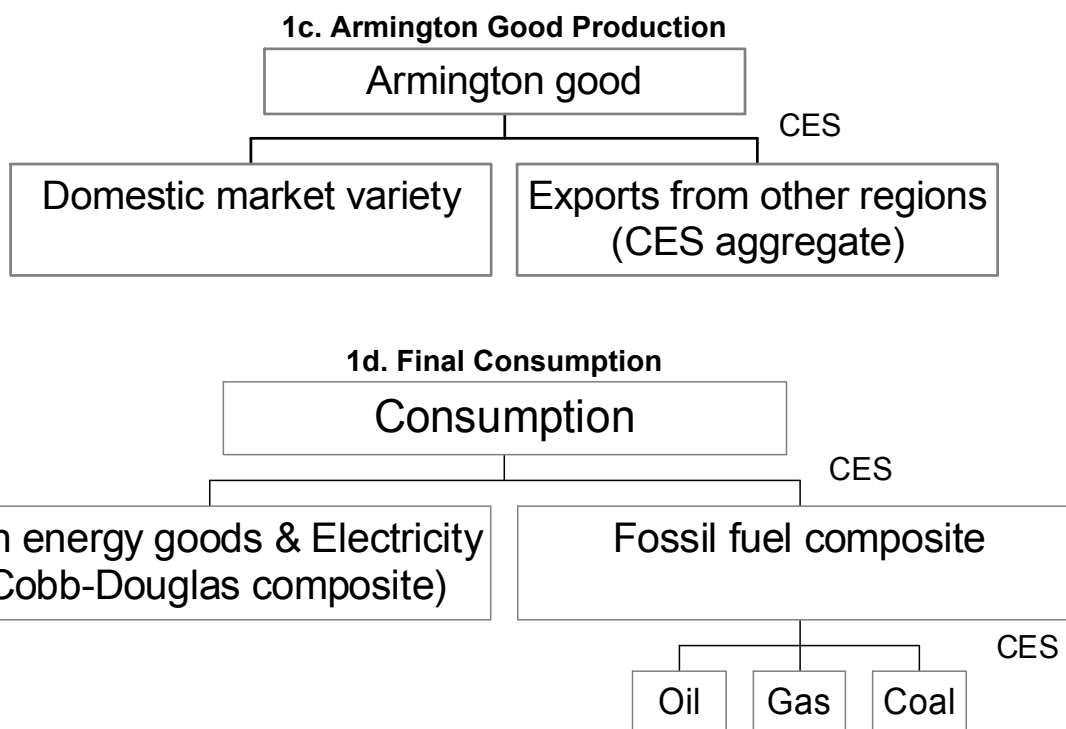 1c. Armington Good Production
Armington good
CES
Domestic market variety
Exports from other regions
(CES aggregate)
1d. Final Consumption
Consumption
CES
energy goods & Electricity
Cobb-Douglas composite)
Fossil fuel composite
CES
Oil
Gas
Coal